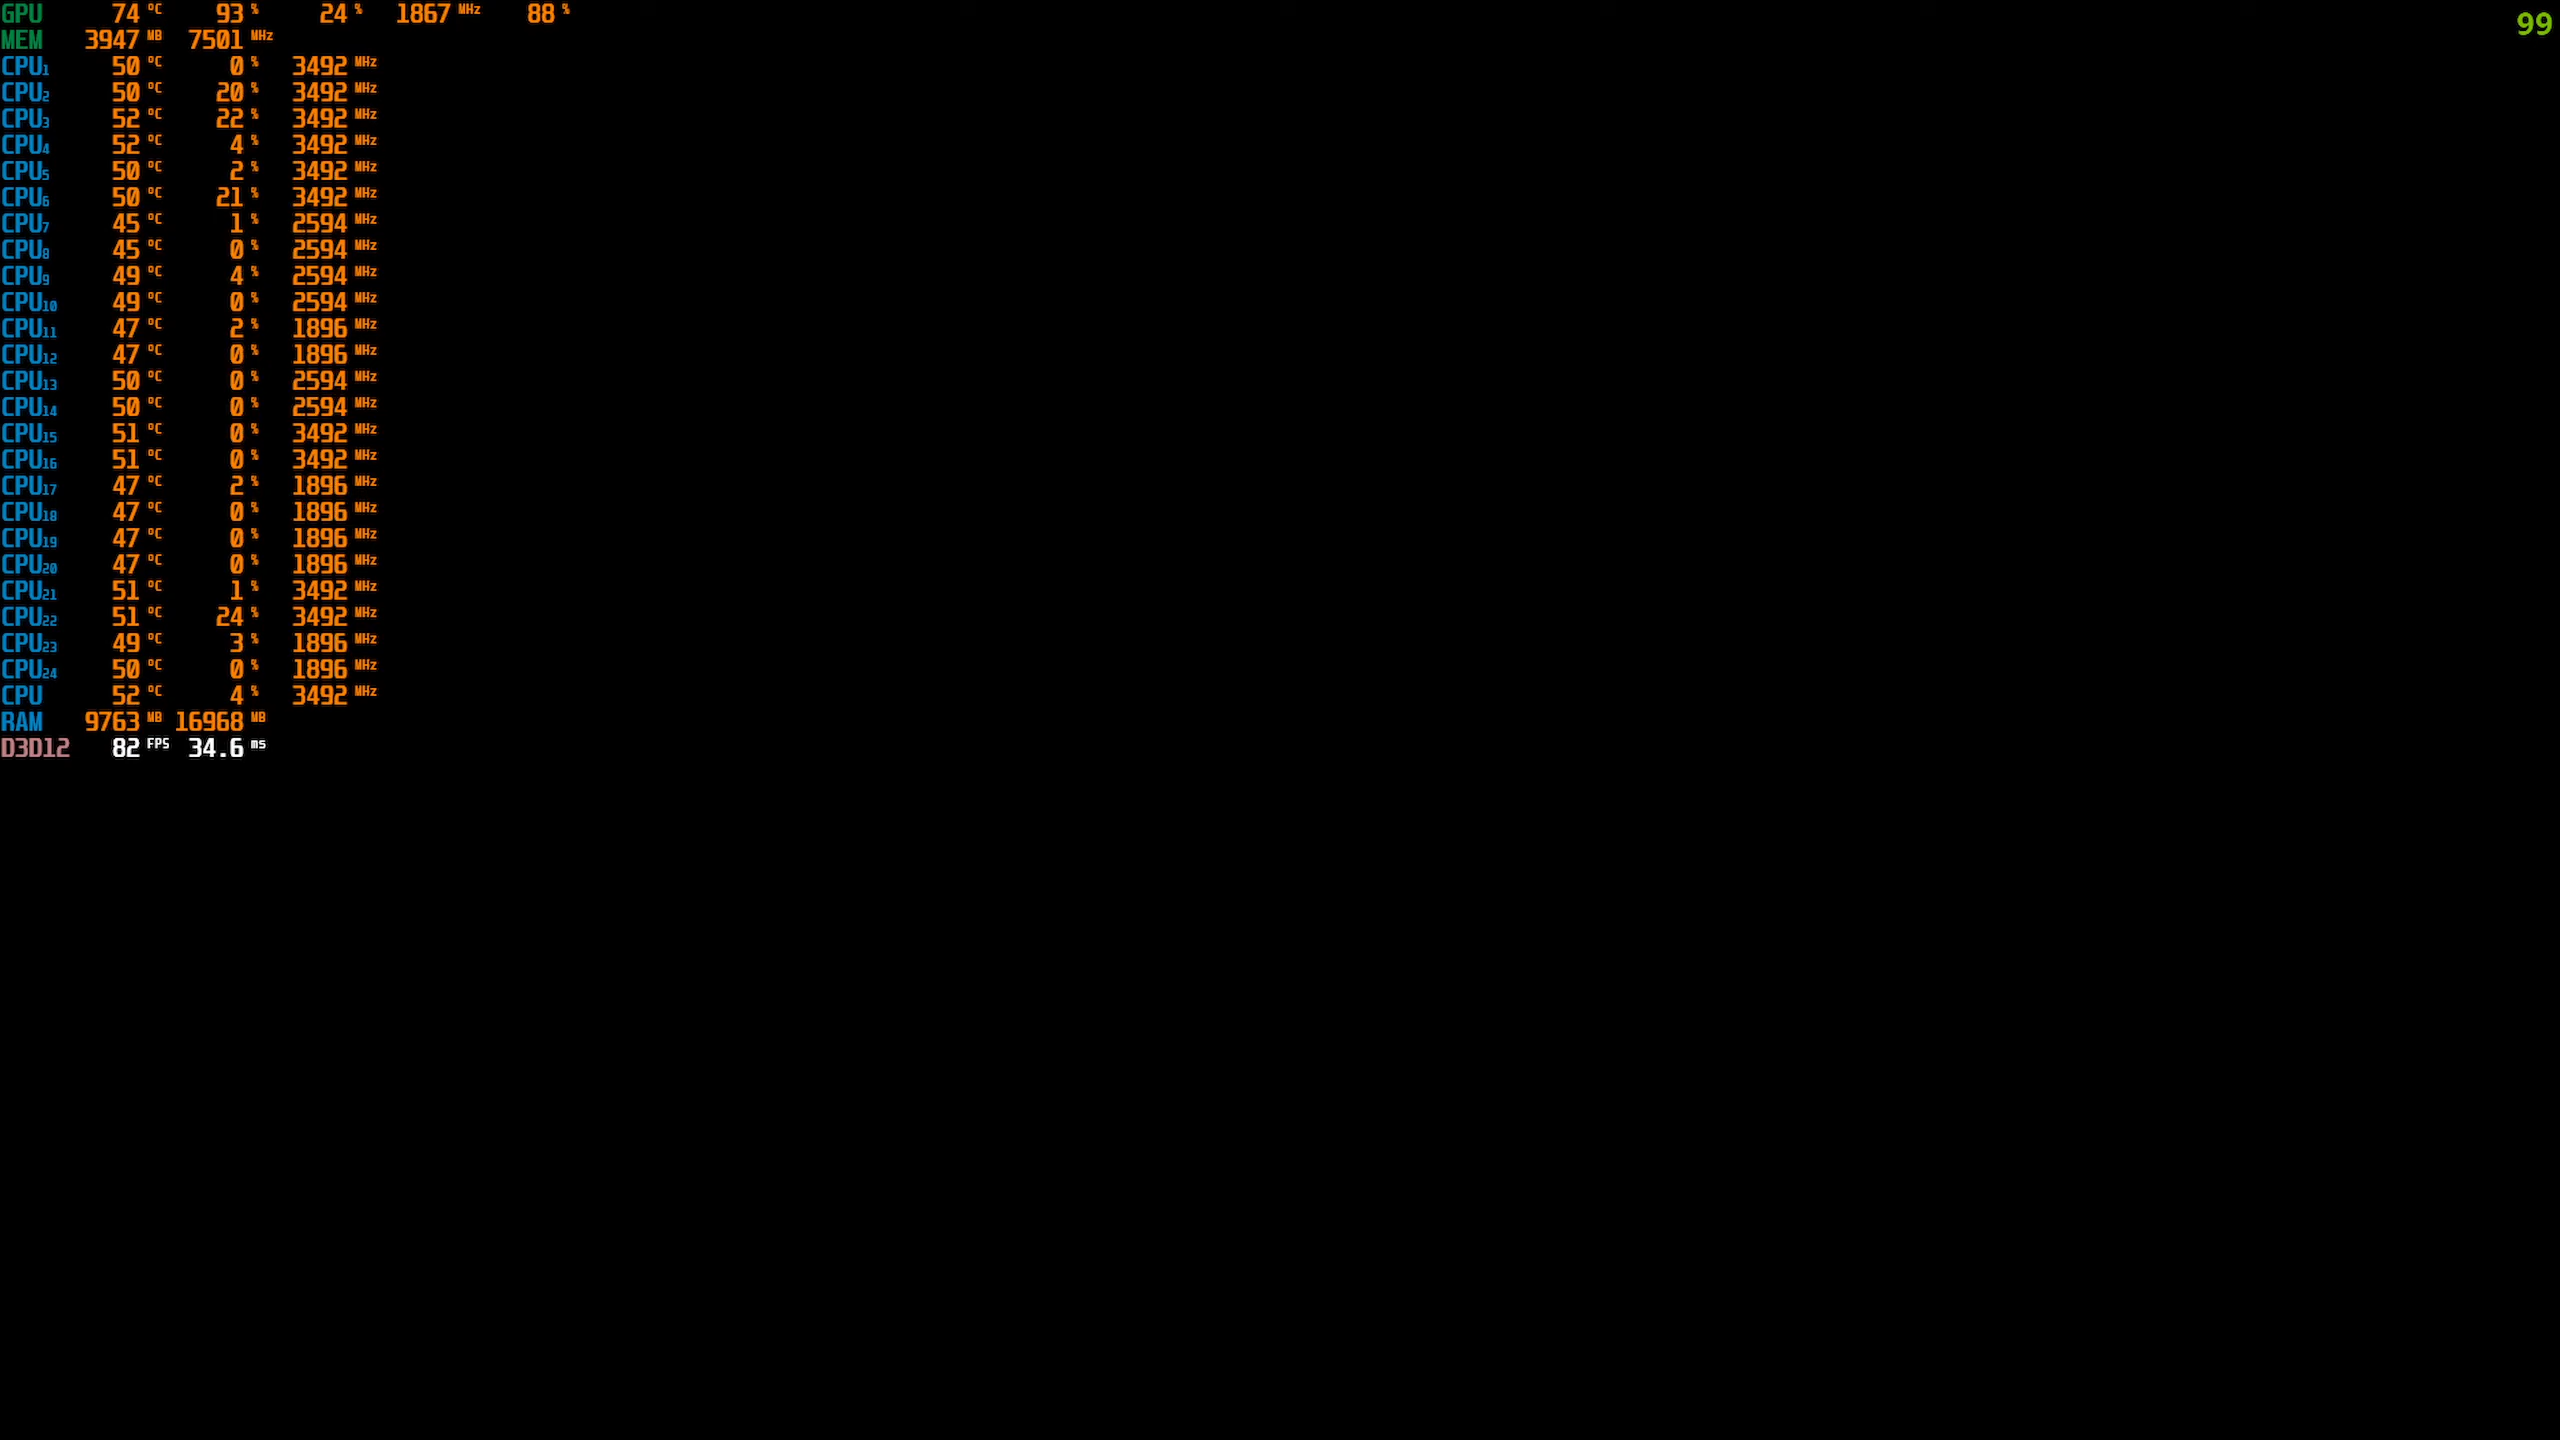 GPU 74 °C 93 % 24 % 1867 MHz 88 % 99
MEM 3947 MB 7501 MHz
CPU1 50 °C 0 % 3492 MHz
CPU2 50 °C 20 % 3492 MHz
CPU3 52 °C 22 % 3492 MHz
CPU4 52 °C 4 % 3492 MHz
CPU5 50 °C 2 % 3492 MHz
CPU6 50 °C 21 % 3492 MHz
CPU7 45 °C 1 % 2594 MHz
CPU8 45 °C 0 % 2594 MHz
CPU9 49 °C 4 % 2594 MHz
CPU10 49 °C 0 % 2594 MHz
CPU11 47 °C 2 % 1896 MHz
CPU12 47 °C 0 % 1896 MHz
CPU13 50 °C 0 % 2594 MHz
CPU14 50 °C 0 % 2594 MHz
CPU15 51 °C 0 % 3492 MHz
CPU16 51 °C 0 % 3492 MHz
CPU17 47 °C 2 % 1896 MHz
CPU18 47 °C 0 % 1896 MHz
CPU19 47 °C 0 % 1896 MHz
CPU20 47 °C 0 % 1896 MHz
CPU21 51 °C 1 % 3492 MHz
CPU22 51 °C 24 % 3492 MHz
CPU23 49 °C 3 % 1896 MHz
CPU24 50 °C 0 % 1896 MHz
CPU 52 °C 4 % 3492 MHz
RAM 9763 MB 16968 MB
D3D12 82 FPS 34.6 ms